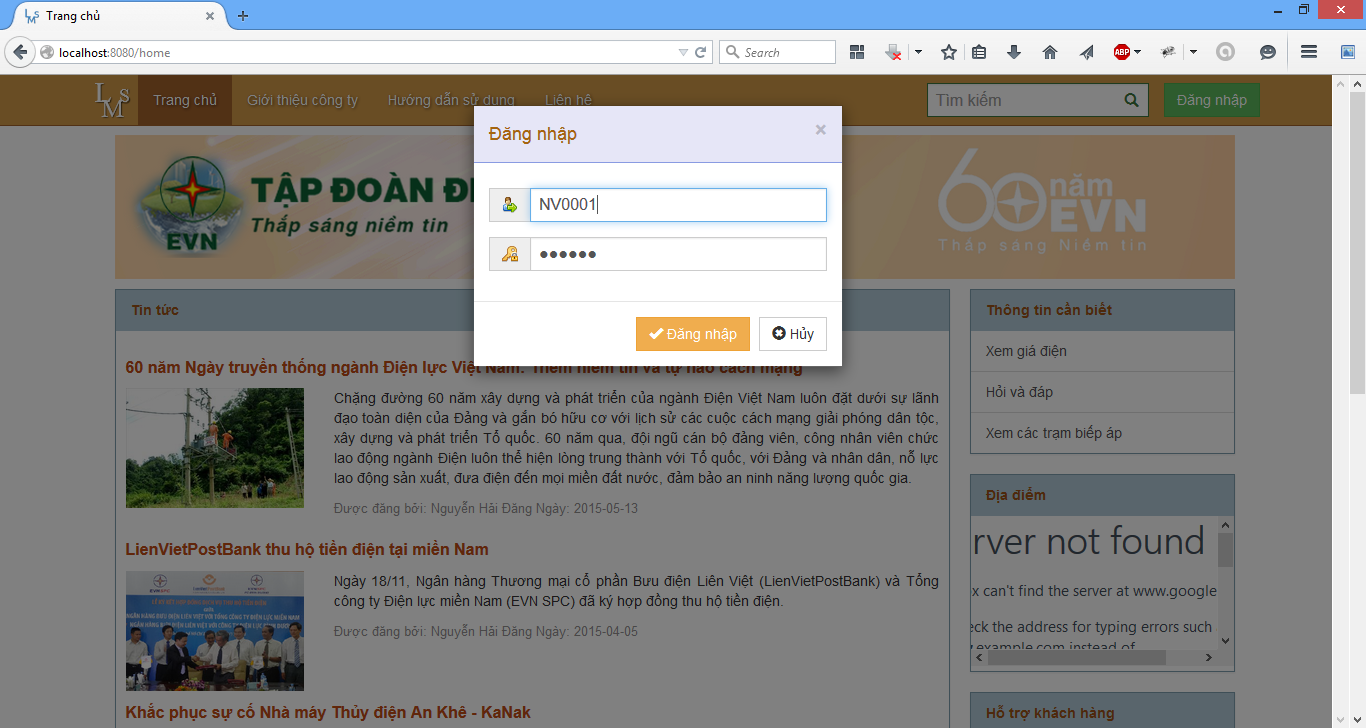 Trang chủ
localhost:8080/home
Search
ABP
LMS
Trang chủ
Giới thiệu công ty
Hướng dẫn sử dụng
Liên hệ
Tìm kiếm
Đăng nhập
Đăng nhập
×
NV0001
●●●●●●
Đăng nhập
Hủy
EVN
TẬP ĐOÀN ĐI
Thắp sáng niềm tin
60 năm EVN
Thắp sáng Niềm tin
Tin tức
60 năm Ngày truyền thống ngành Điện lực Việt Nam: Thêm niềm tin và tự hào cách mạng
Chặng đường 60 năm xây dựng và phát triển của ngành Điện Việt Nam luôn đặt dưới sự lãnh
đạo toàn diện của Đảng và gắn bó hữu cơ với lịch sử các cuộc cách mạng giải phóng dân tộc,
xây dựng và phát triển Tổ quốc. 60 năm qua, đội ngũ cán bộ đảng viên, công nhân viên chức
lao động ngành Điện luôn thể hiện lòng trung thành với Tổ quốc, với Đảng và nhân dân, nỗ lực
lao động sản xuất, đưa điện đến mọi miền đất nước, đảm bảo an ninh năng lượng quốc gia.
Được đăng bởi: Nguyễn Hải Đăng Ngày: 2015-05-13
LienVietPostBank thu hộ tiền điện tại miền Nam
Ngày 18/11, Ngân hàng Thương mại cổ phần Bưu điện Liên Việt (LienVietPostBank) và Tổng
công ty Điện lực miền Nam (EVN SPC) đã ký hợp đồng thu hộ tiền điện.
Được đăng bởi: Nguyễn Hải Đăng Ngày: 2015-04-05
Khắc phục sự cố Nhà máy Thủy điện An Khê - KaNak
Thông tin cần biết
Xem giá điện
Hỏi và đáp
Xem các trạm biếp áp
Địa điểm
rver not found
x can't find the server at www.google
eck the address for typing errors such
.example.com instead of
Hỗ trợ khách hàng